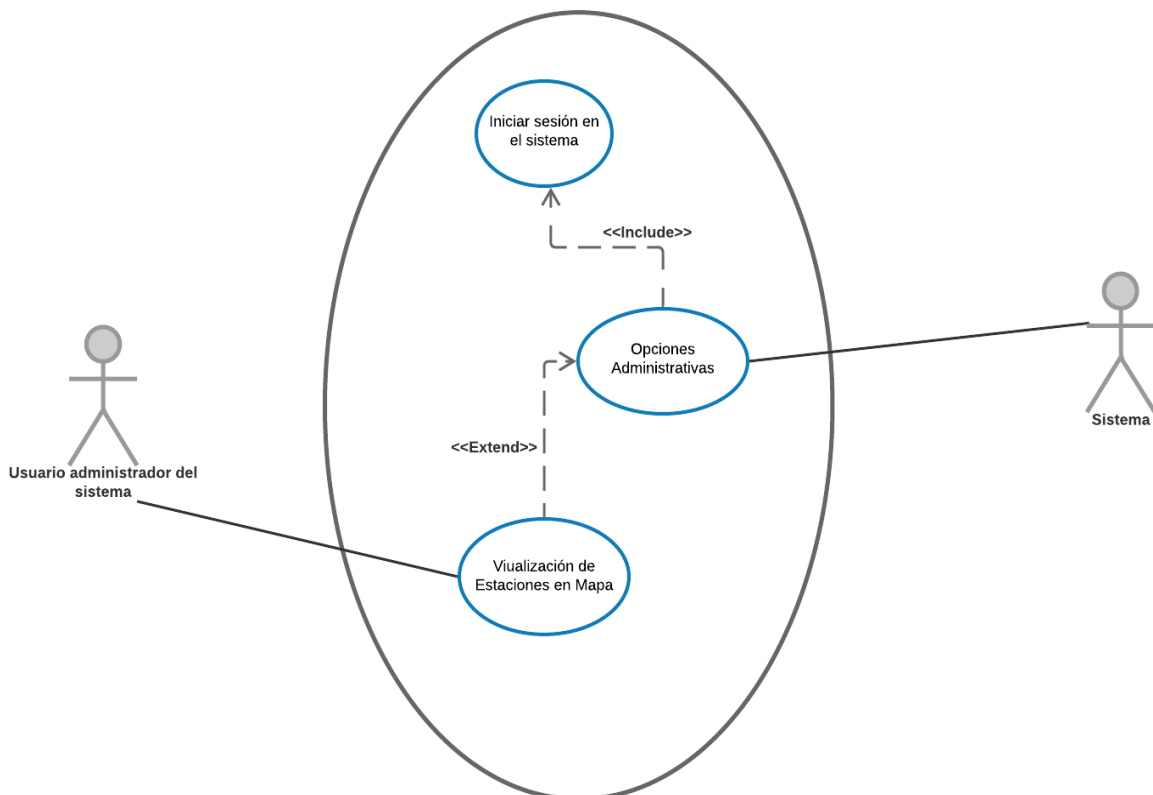 Iniciar sesión en
el sistema
<<Include>>
Opciones
Administrativas
Sistema
<<Extend>>
Usuario administrador del
sistema
Viualización de
Estaciones en Mapa